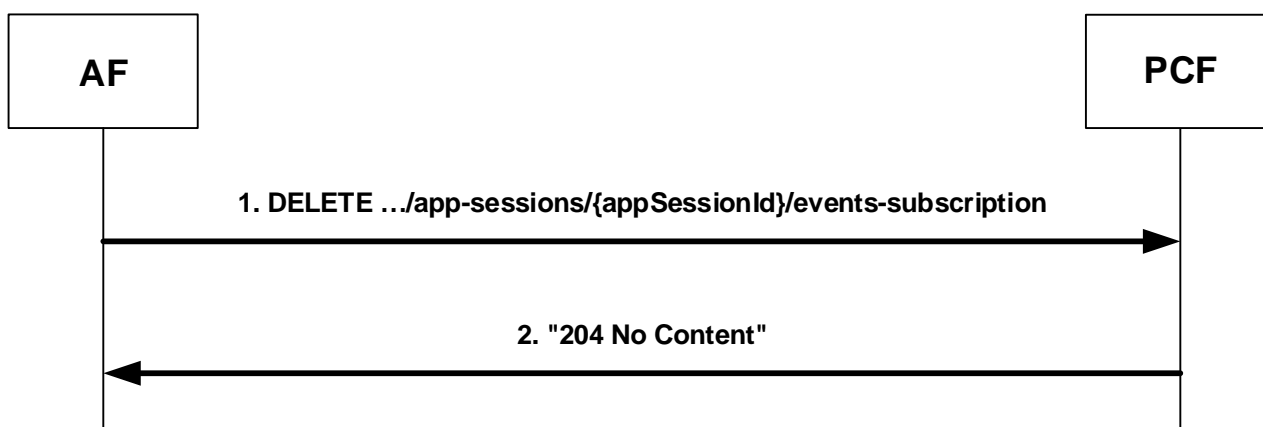 AF
PCF
1. DELETE …/app-sessions/{appSessionId}/events-subscription
2. "204 No Content"